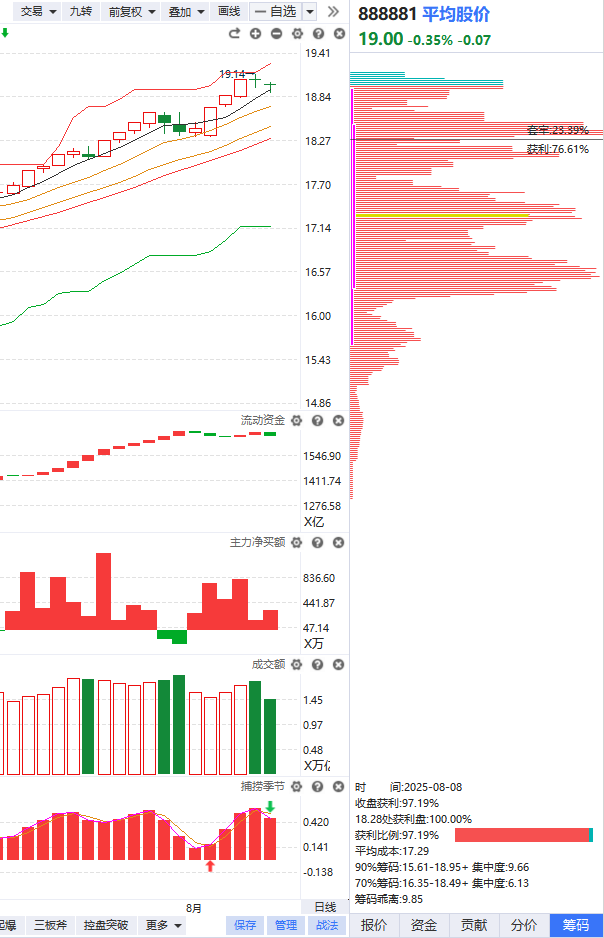 交易 九转 前复权 叠加 画线 一自选
888881 平均股价
19.00 -0.35% -0.07
19.41
19.14
18.84
18.27
17.70
17.14
16.57
16.00
15.43
14.86
套牢:23.39%
获利:76.61%
流动资金
1546.90
1411.74
1276.58
X亿
主力净买额
836.60
441.87
47.14
X万
成交额
1.45
0.97
0.48
X万亿
捕捞季节
0.420
0.141
-0.138
时 间:2025-08-08
收盘获利:97.19%
18.28处获利盘:100.00%
获利比例:97.19%
平均成本:17.29
90%筹码:15.61-18.95+ 集中度:9.66
70%筹码:16.35-18.49+ 集中度:6.13
筹码乖离:9.85
8月 日线
起爆 三板斧 控盘突破 更多 保存 管理 战法
报价 资金 贡献 分价 筹码